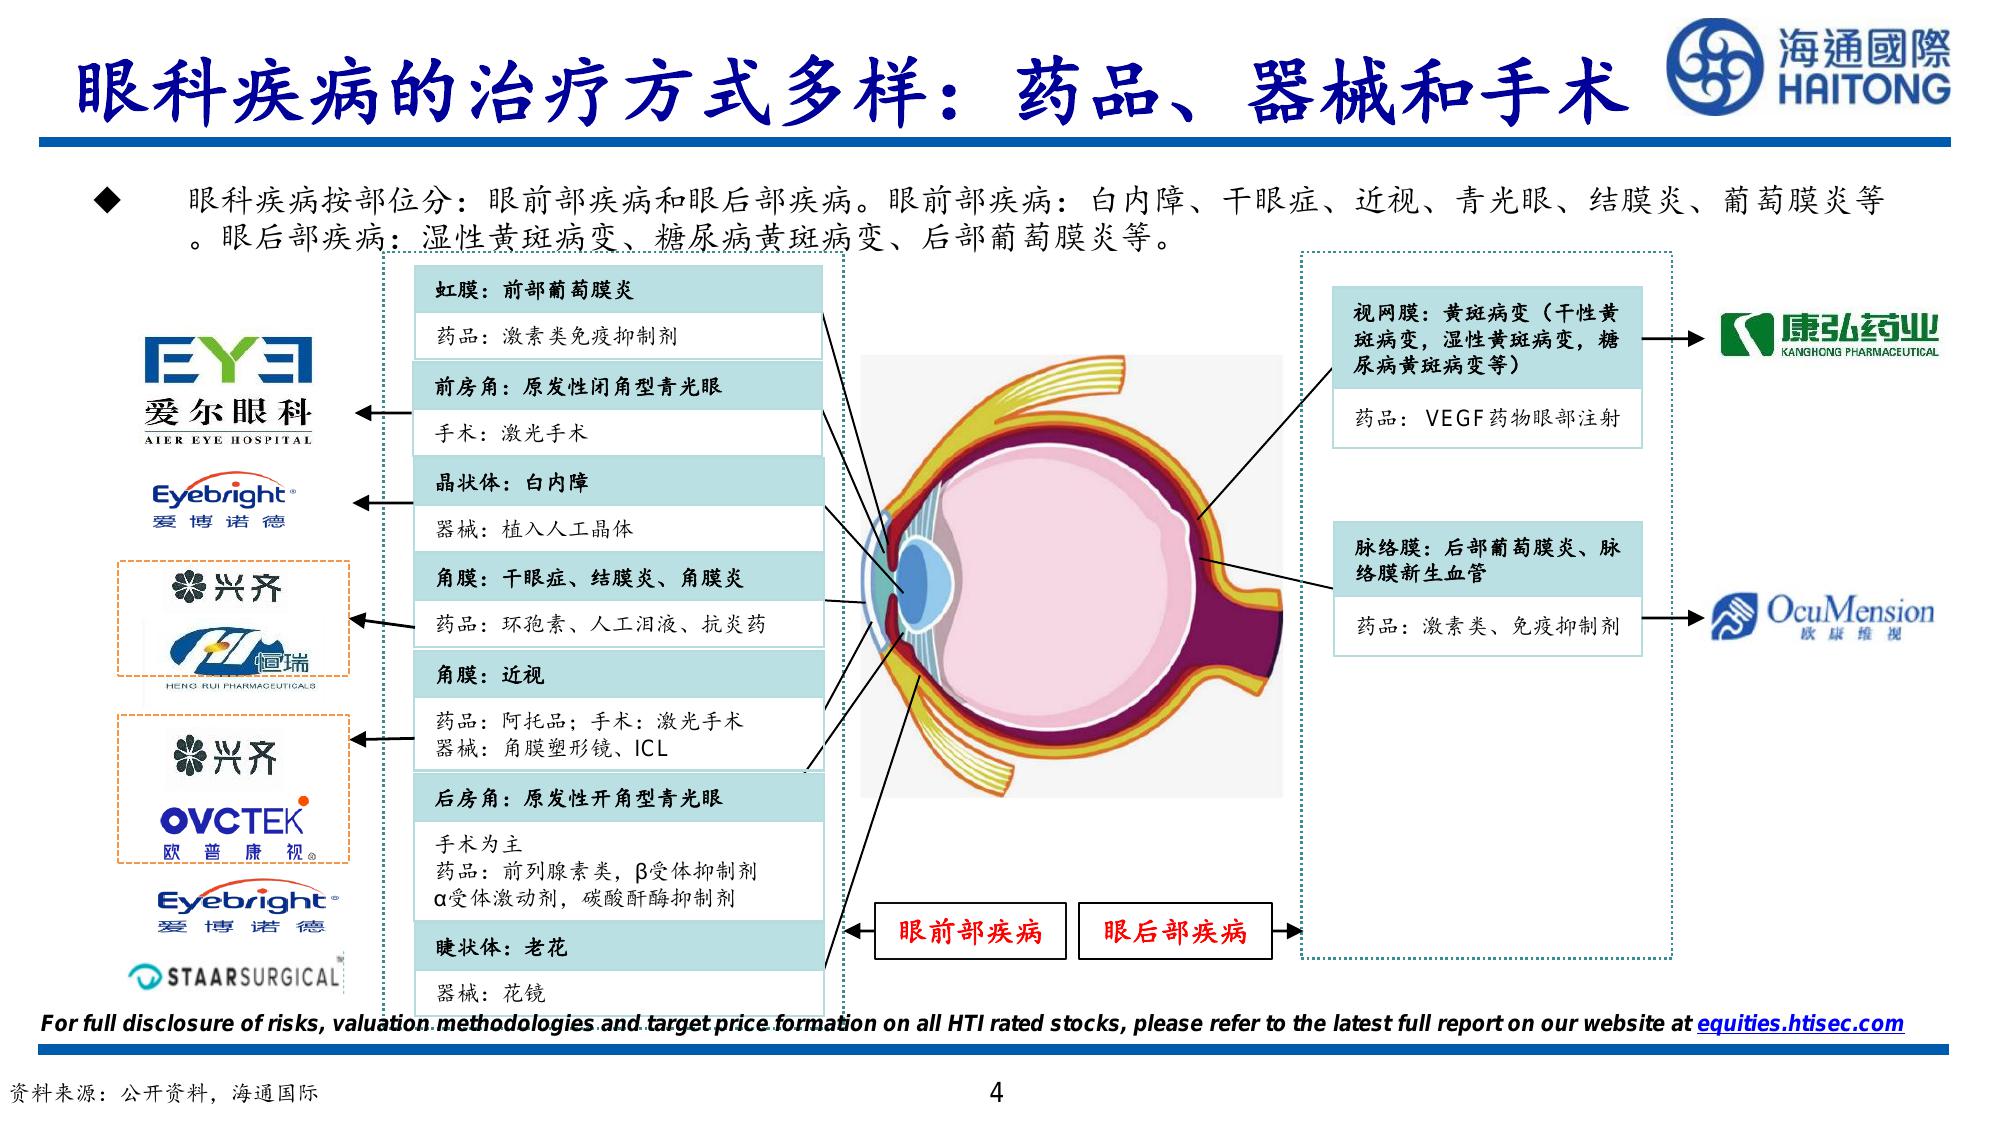 眼科疾病的治疗方式多样：药品、器械和手术
海通國際
HAITONG
◆ 眼科疾病按部位分：眼前部疾病和眼后部疾病。眼前部疾病：白内障、干眼症、近视、青光眼、结膜炎、葡萄膜炎等
。眼后部疾病：湿性黄斑病变、糖尿病黄斑病变、后部葡萄膜炎等。
EYE
爱尔眼科
AIER EYE HOSPITAL
Eyebright®
爱博诺德
兴齐
恒瑞
HENG RUI PHARMACEUTICALS
兴齐
OVCTEK
欧普康视®
Eyebright®
爱博诺德
STAARSURGICAL
虹膜：前部葡萄膜炎
药品：激素类免疫抑制剂
前房角：原发性闭角型青光眼
手术：激光手术
晶状体：白内障
器械：植入人工晶体
角膜：干眼症、结膜炎、角膜炎
药品：环孢素、人工泪液、抗炎药
角膜：近视
药品：阿托品；手术：激光手术
器械：角膜塑形镜、ICL
后房角：原发性开角型青光眼
手术为主
药品：前列腺素类，β受体抑制剂
α受体激动剂，碳酸酐酶抑制剂
睫状体：老花
器械：花镜
眼前部疾病
眼后部疾病
视网膜：黄斑病变（干性黄
斑病变，湿性黄斑病变，糖
尿病黄斑病变等）
药品： VEGF药物眼部注射
脉络膜：后部葡萄膜炎、脉
络膜新生血管
药品：激素类、免疫抑制剂
康弘药业
KANGHONG PHARMACEUTICAL
OcuMension
欧康维视
For full disclosure of risks, valuation methodologies and target price formation on all HTI rated stocks, please refer to the latest full report on our website at equities.htisec.com
资料来源：公开资料，海通国际
4